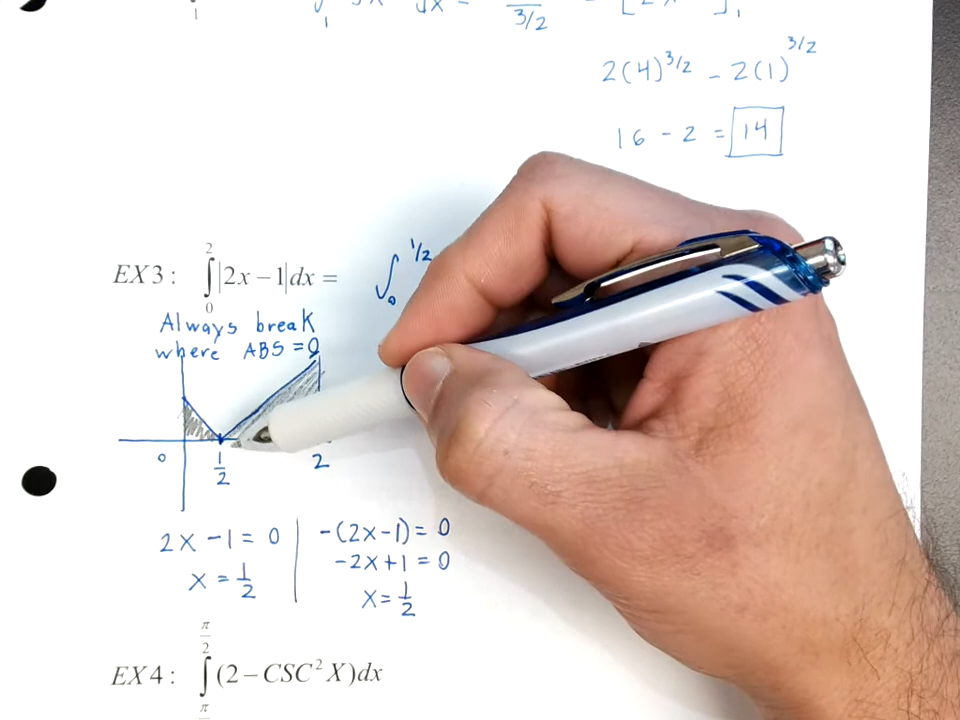 1
3/2
2(4)^3/2 - 2(1)^3/2
16 - 2 = 14
EX3: ∫₀² |2x - 1| dx = ∫₀^1/2
Always break
where ABS = 0
0 1/2 2
2x - 1 = 0 | -(2x-1) = 0
-2x+1 = 0
x = 1/2 x = 1/2
EX4: ∫ π/2 π (2 - CSC² X)dx